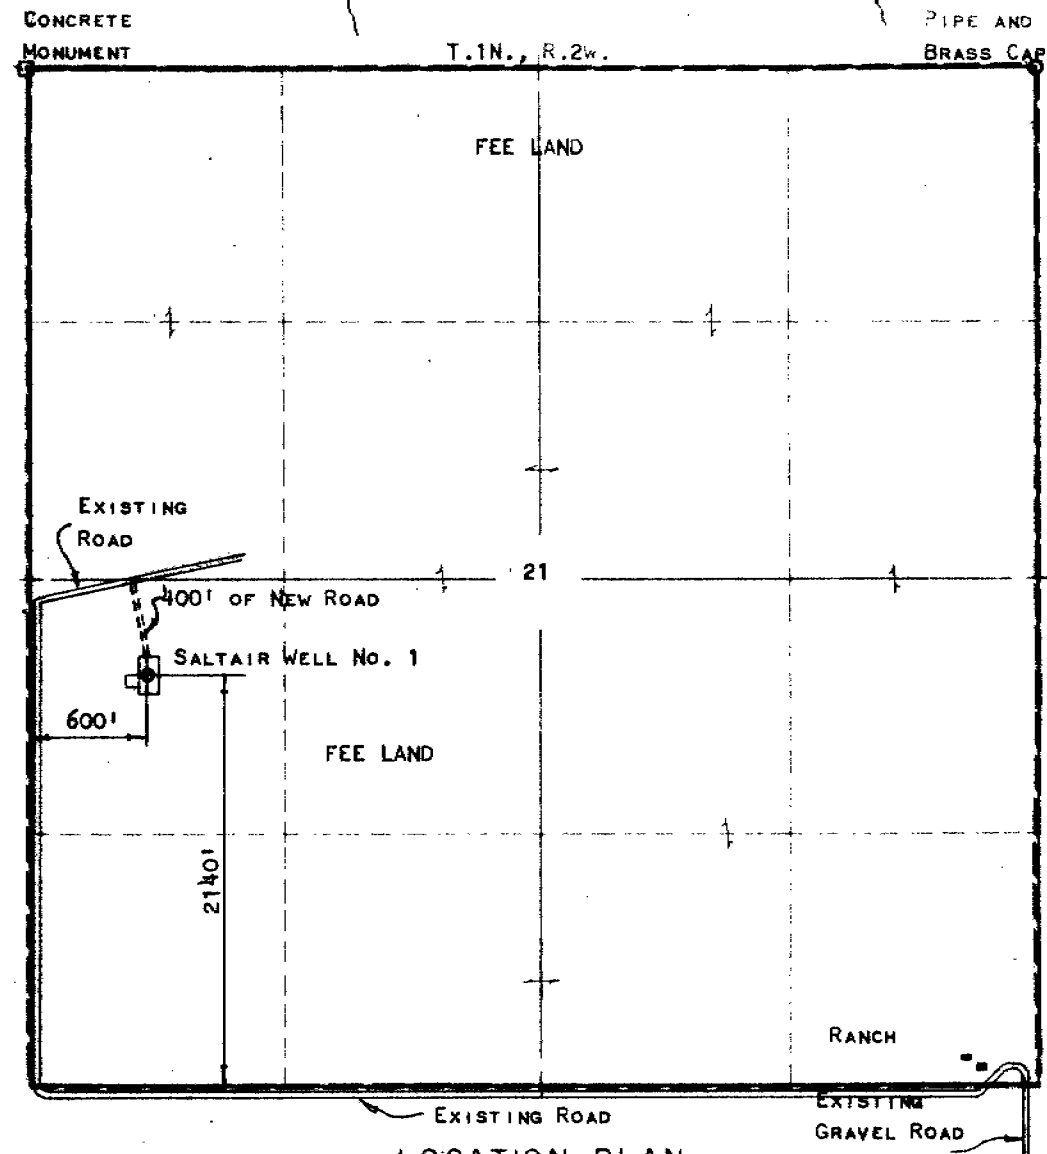 CONCRETE
MONUMENT
T.1N., R.2W.
PIPE AND
BRASS CAP
FEE LAND
EXISTING
ROAD
21
400' OF NEW ROAD
SALTAIR WELL NO. 1
600'
FEE LAND
2140'
RANCH
EXISTING ROAD
EXISTING
GRAVEL ROAD
LOCATION PLAN